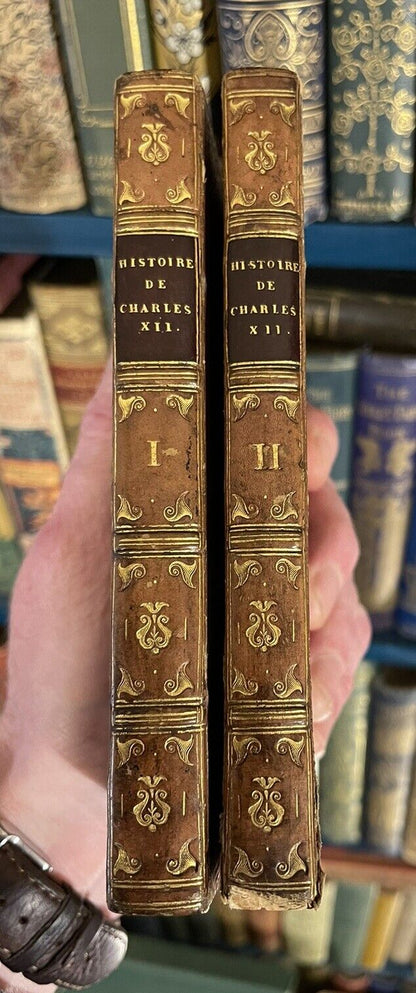 HISTOIRE
DE
CHARLES
XII.
I
HISTOIRE
DE
CHARLES
XII.
II